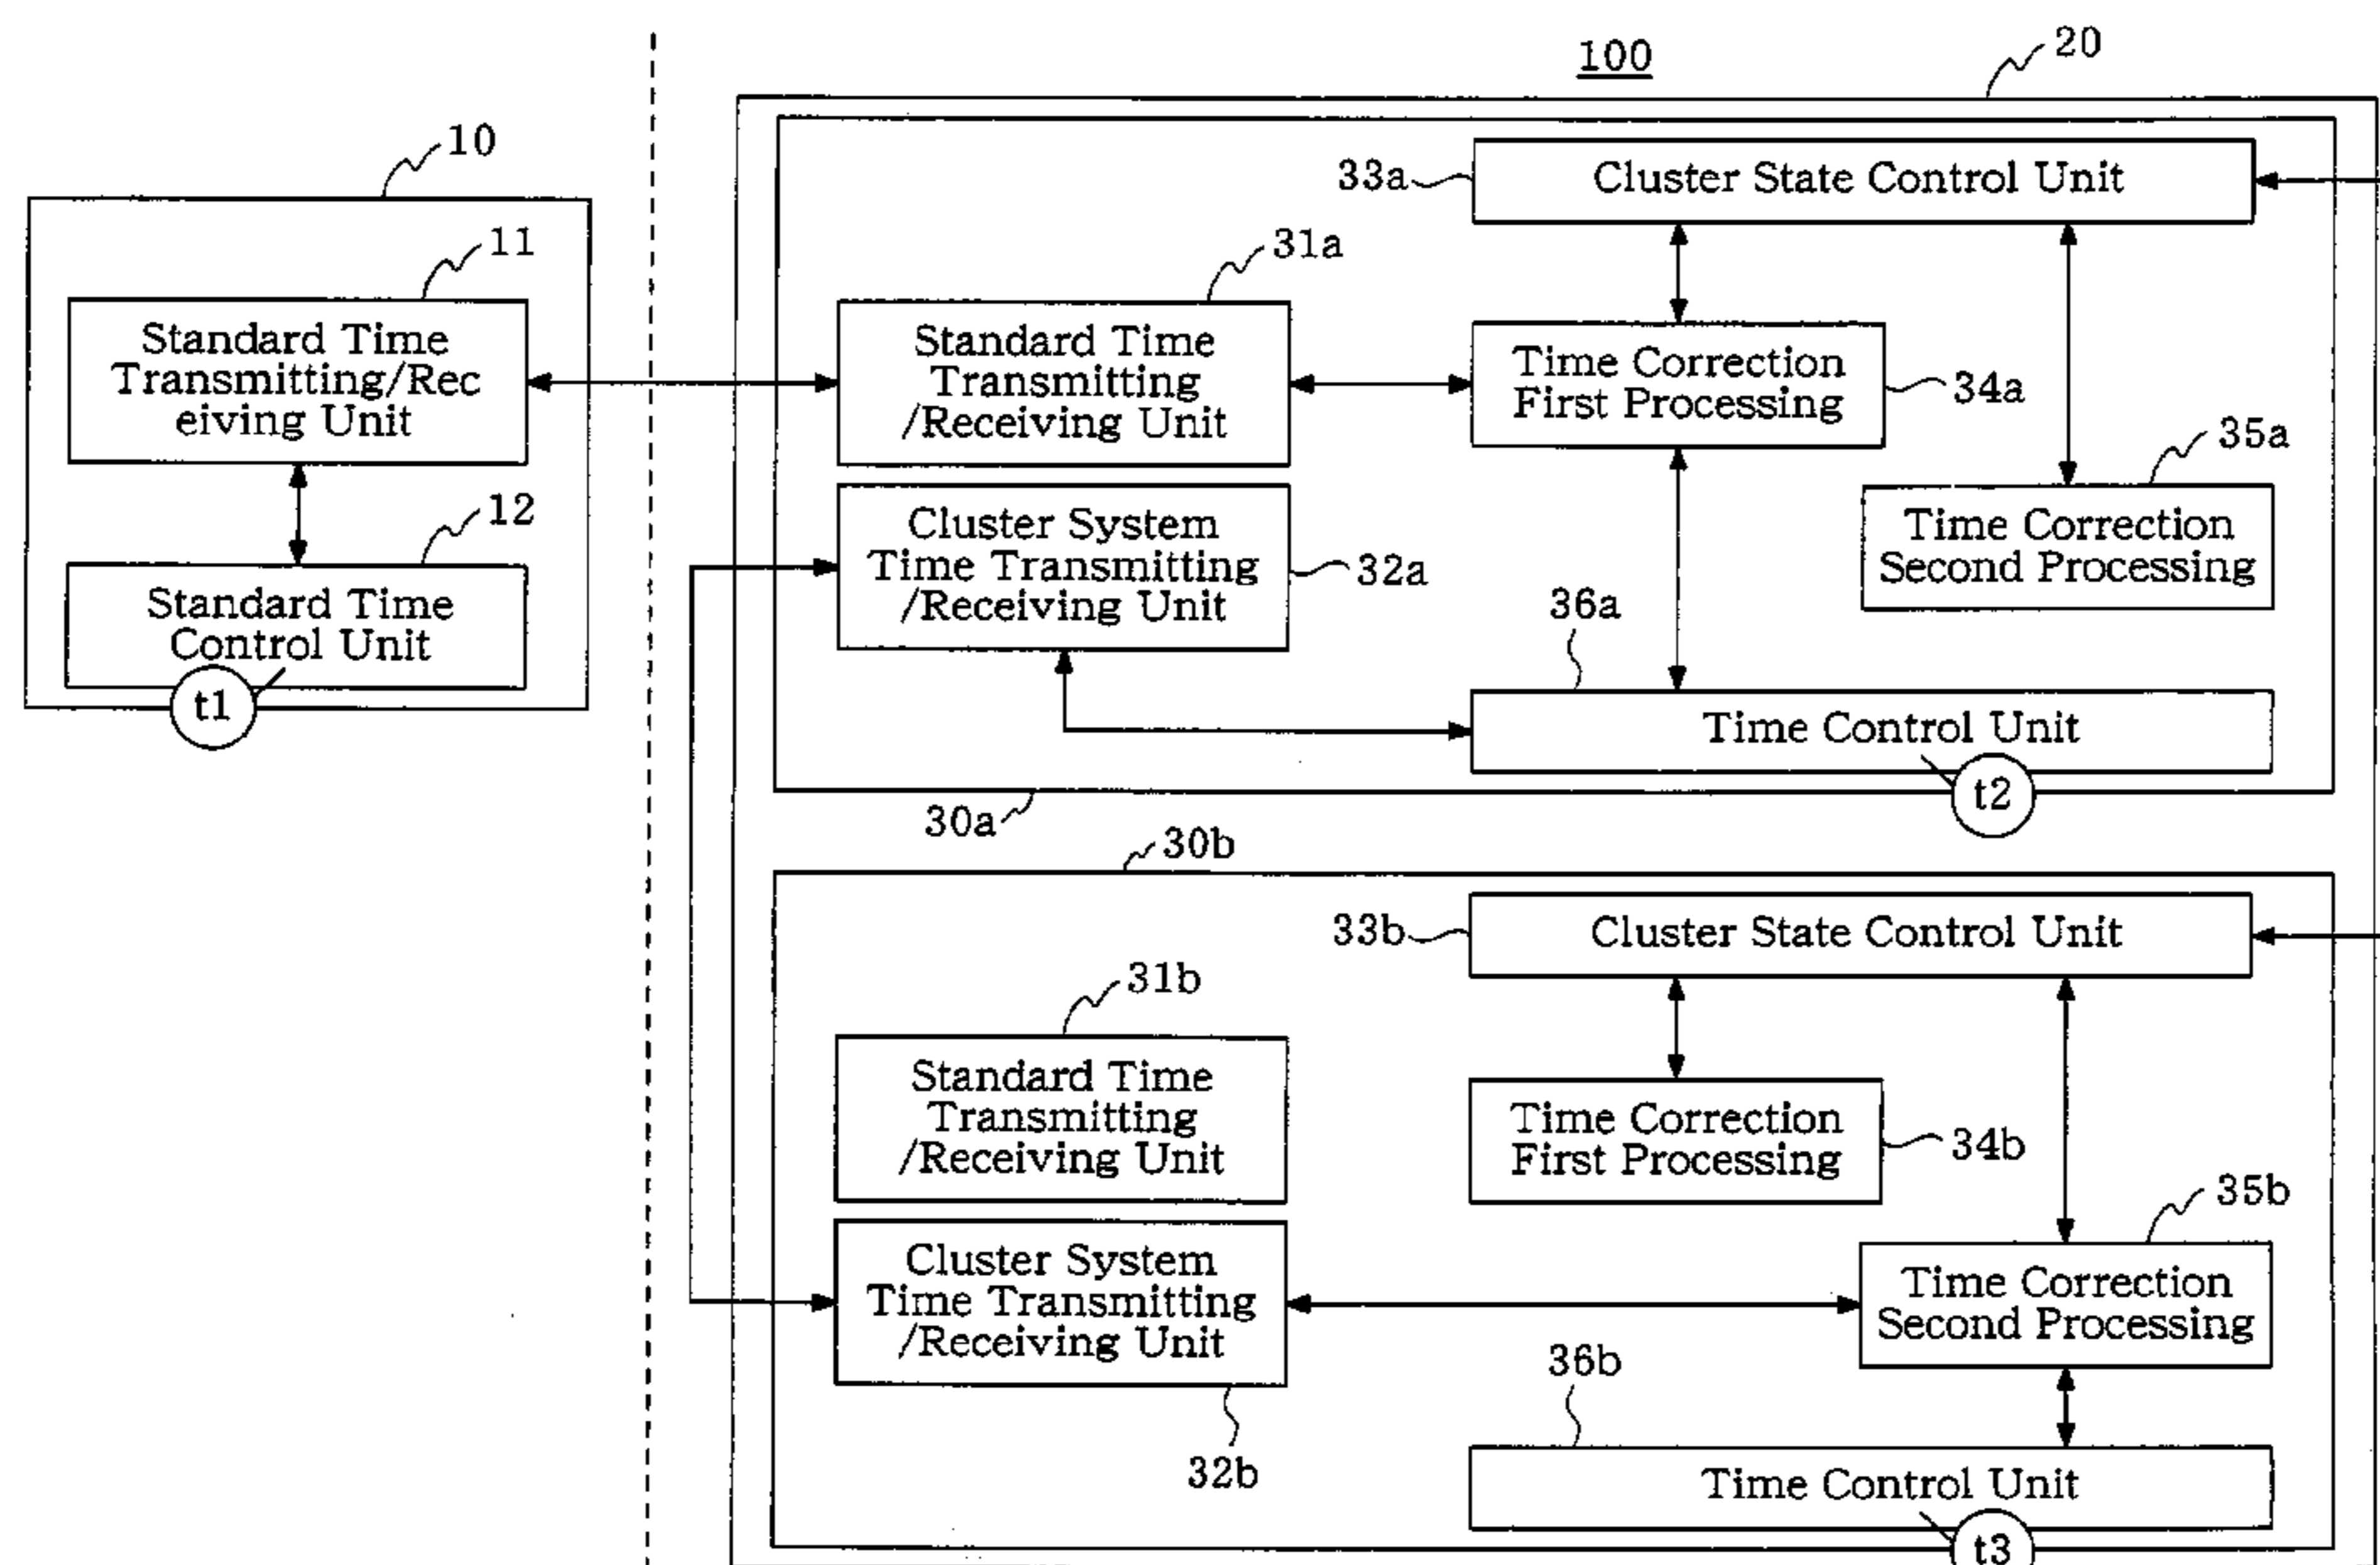 100
20
10
11
Standard Time
Transmitting/Rec
eiving Unit
12
Standard Time
Control Unit
t1
33a
Cluster State Control Unit
31a
Standard Time
Transmitting
/Receiving Unit
Time Correction
First Processing
34a
35a
Time Correction
Second Processing
Cluster System
Time Transmitting
/Receiving Unit
32a
36a
Time Control Unit
t2
30a
30b
33b
Cluster State Control Unit
31b
Standard Time
Transmitting
/Receiving Unit
Time Correction
First Processing
34b
35b
Time Correction
Second Processing
Cluster System
Time Transmitting
/Receiving Unit
32b
36b
Time Control Unit
t3